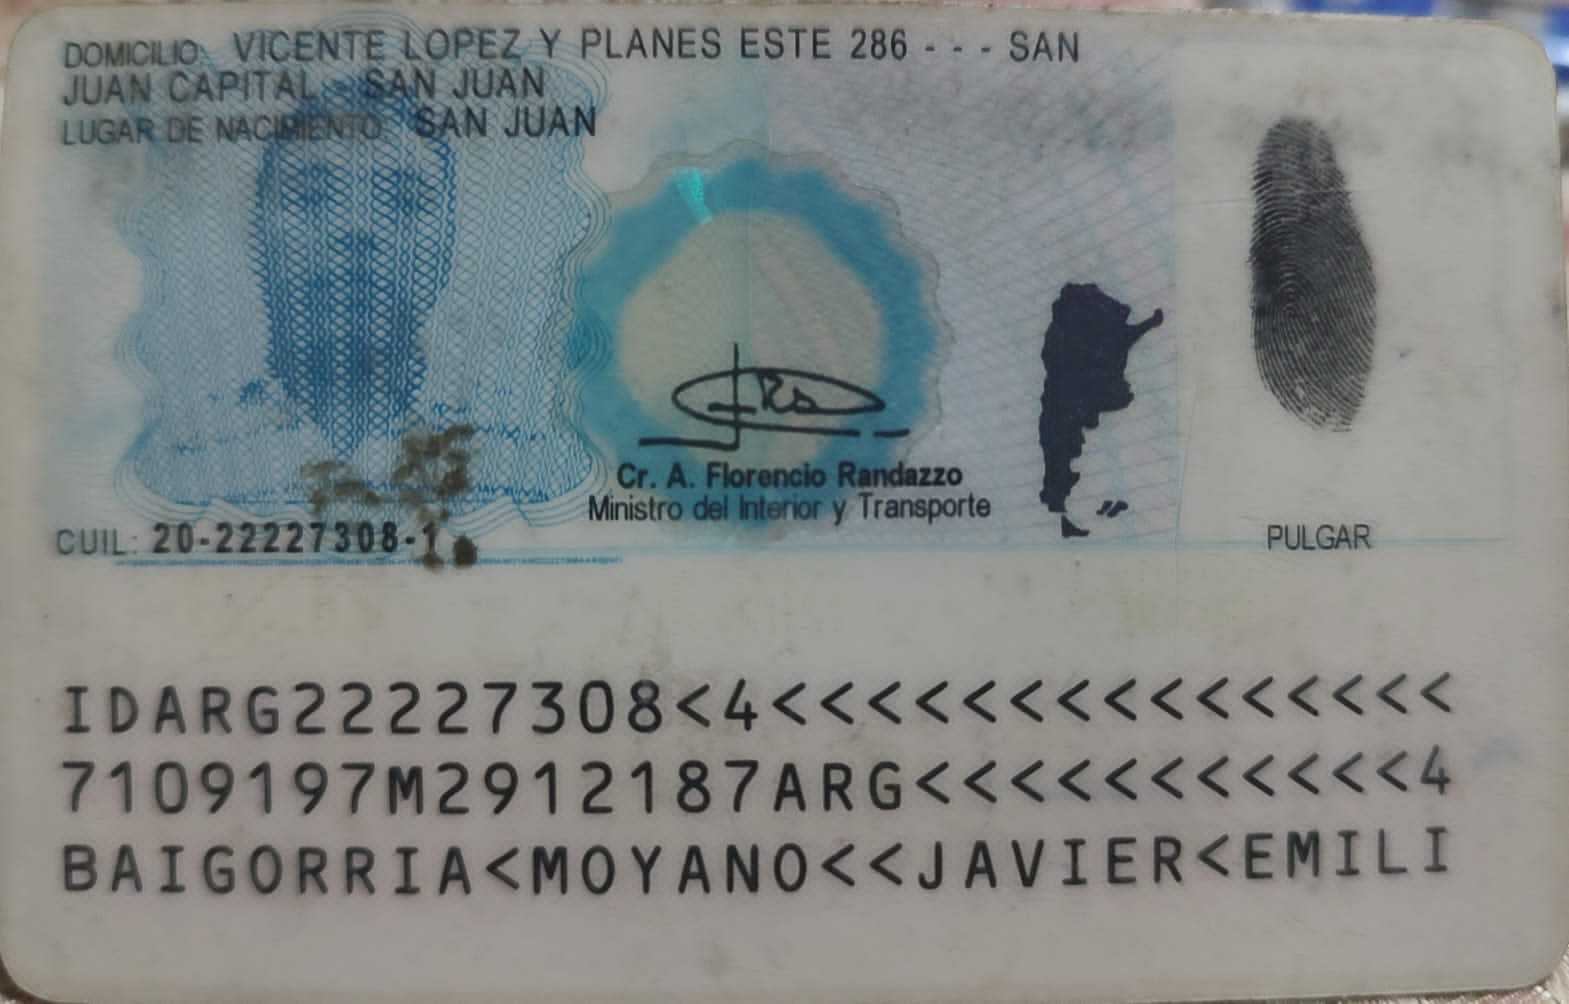 DOMICILIO: VICENTE LOPEZ Y PLANES ESTE 286 - - - SAN
JUAN CAPITAL - SAN JUAN
LUGAR DE NACIMIENTO: SAN JUAN
Cr. A. Florencio Randazzo
Ministro del Interior y Transporte
CUIL: 20-22227308-1
PULGAR
IDARG22227308<4<<<<<<<<<<<<<<<
7109197M2912187ARG<<<<<<<<<<<4
BAIGORRIA<MOYANO<<JAVIER<EMILI